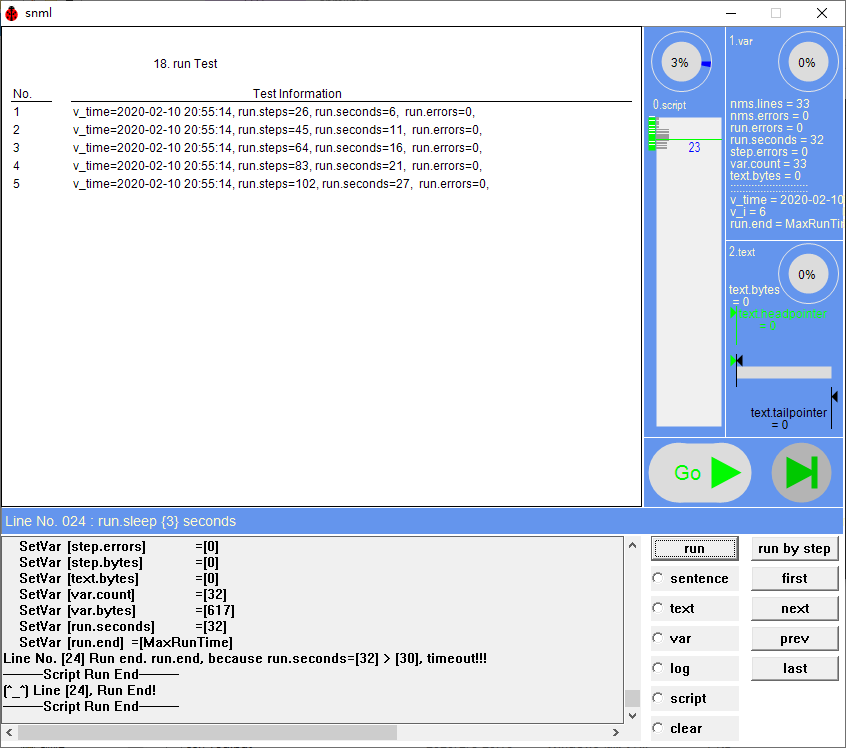 snml
18. run Test
No. Test Information
1 v_time=2020-02-10 20:55:14, run.steps=26, run.seconds=6, run.errors=0,
2 v_time=2020-02-10 20:55:14, run.steps=45, run.seconds=11, run.errors=0,
3 v_time=2020-02-10 20:55:14, run.steps=64, run.seconds=16, run.errors=0,
4 v_time=2020-02-10 20:55:14, run.steps=83, run.seconds=21, run.errors=0,
5 v_time=2020-02-10 20:55:14, run.steps=102, run.seconds=27, run.errors=0,
3%
0.script
23
1.var
0%
nms.lines = 33
nms.errors = 0
run.errors = 0
run.seconds = 32
step.errors = 0
var.count = 33
text.bytes = 0
v_time = 2020-02-10
v_i = 6
run.end = MaxRunTim
2.text
0%
text.bytes
= 0
text.headpointer
= 0
text.tailpointer
= 0
Go
Line No. 024 : run.sleep {3} seconds
SetVar [step.errors] =[0]
SetVar [step.bytes] =[0]
SetVar [text.bytes] =[0]
SetVar [var.count] =[32]
SetVar [var.bytes] =[617]
SetVar [run.seconds] =[32]
SetVar [run.end] =[MaxRunTime]
Line No. [24] Run end. run.end, because run.seconds=[32] > [30], timeout!!!
———Script Run End———
(^_^) Line [24], Run End!
———Script Run End———
run
run by step
sentence
first
text
next
var
prev
log
last
script
clear